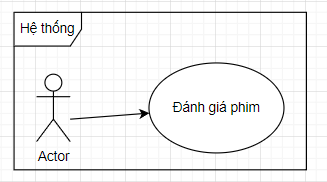 Hệ thống
Đánh giá phim
Actor